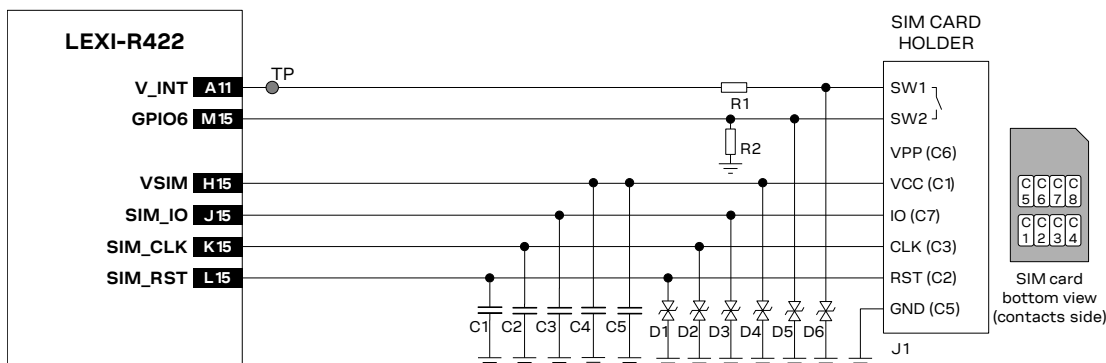 LEXI-R422
SIM CARD
HOLDER
TP
V_INT A11
R1
SW1
GPIO6 M15
SW2
R2
VPP (C6)
VSIM H15
VCC (C1)
SIM_IO J15
IO (C7)
SIM_CLK K15
CLK (C3)
SIM_RST L15
RST (C2)
GND (C5)
C1 C2 C3 C4 C5 D1 D2 D3 D4 D5 D6
J1
C C C C
5 6 7 8
C C C C
1 2 3 4
SIM card
bottom view
(contacts side)